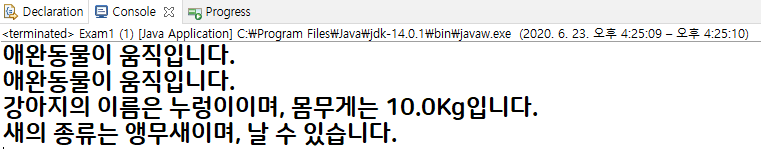 Declaration Console Progress
<terminated> Exam1 (1) [Java Application] C:₩Program Files₩Java₩jdk-14.0.1₩bin₩javaw.exe (2020. 6. 23. 오후 4:25:09 – 오후 4:25:10)
애완동물이 움직입니다.
애완동물이 움직입니다.
강아지의 이름은 누렁이이며, 몸무게는 10.0Kg입니다.
새의 종류는 앵무새이며, 날 수 있습니다.